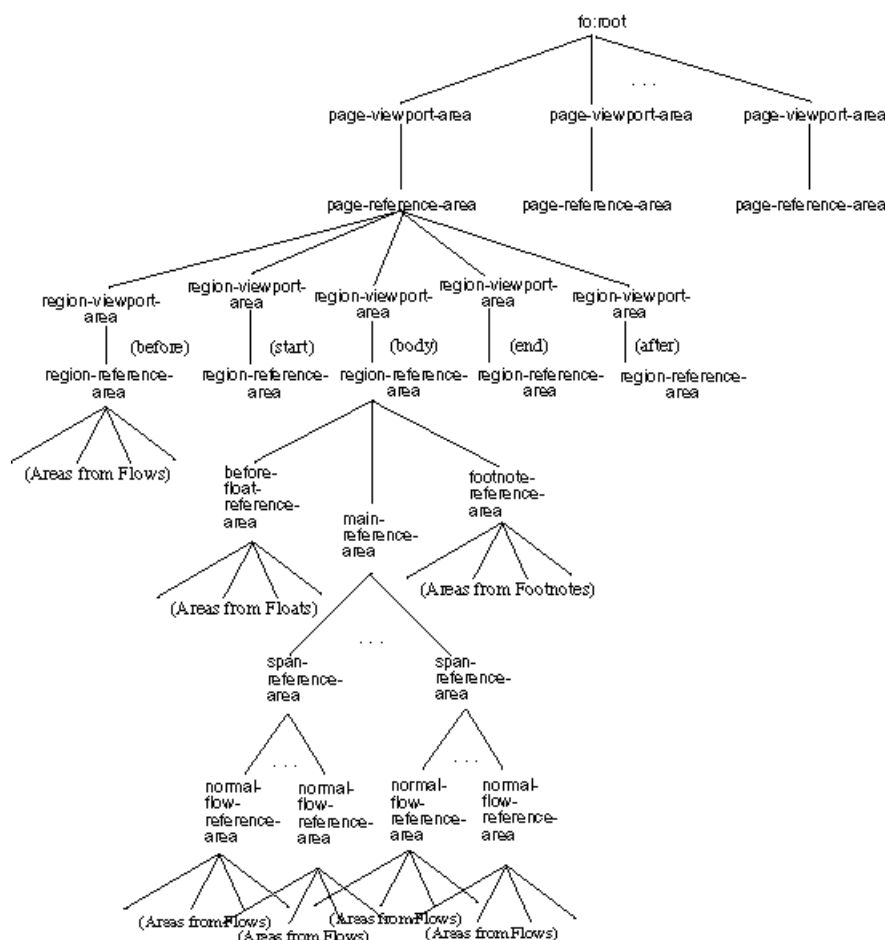 fo:root
. . .
page-viewport-area page-viewport-area page-viewport-area
page-reference-area page-reference-area page-reference-area
region-viewport-
area
region-viewport-
area
region-viewport-
area
region-viewport-
area
region-viewport-
area
(before) (start) (body) (end) (after)
region-reference-
area
region-reference-
area
region-reference-
area
region-reference-
area
region-reference-
area
(Areas from Flows)
before-
float-
reference-
area
main-
reference-
area
footnote-
reference-
area
(Areas from Floats)
(Areas from Footnotes)
. . .
span-
reference-
area
span-
reference-
area
. . .
. . .
normal-
flow-
reference-
area
normal-
flow-
reference-
area
normal-
flow-
reference-
area
normal-
flow-
reference-
area
(Areas from Flows)
(Areas from Flows)
(Areas from Flows)
(Areas from Flows)